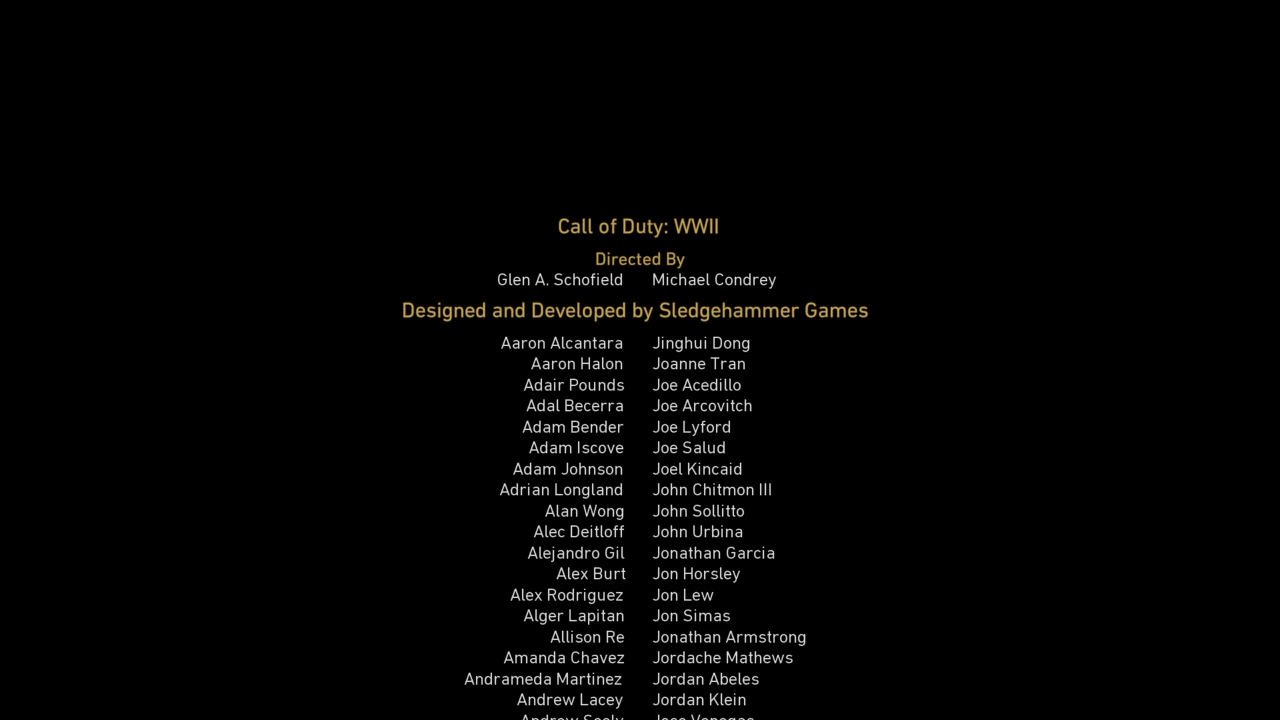 Call of Duty: WWII
Directed By
Glen A. Schofield Michael Condrey
Designed and Developed by Sledgehammer Games
Aaron Alcantara Jinghui Dong
Aaron Halon Joanne Tran
Adair Pounds Joe Acedillo
Adal Becerra Joe Arcovitch
Adam Bender Joe Lyford
Adam Iscove Joe Salud
Adam Johnson Joel Kincaid
Adrian Longland John Chitmon III
Alan Wong John Sollitto
Alec Deitloff John Urbina
Alejandro Gil Jonathan Garcia
Alex Burt Jon Horsley
Alex Rodriguez Jon Lew
Alger Lapitan Jon Simas
Allison Re Jonathan Armstrong
Amanda Chavez Jordache Mathews
Andrameda Martinez Jordan Abeles
Andrew Lacey Jordan Klein
Andrew